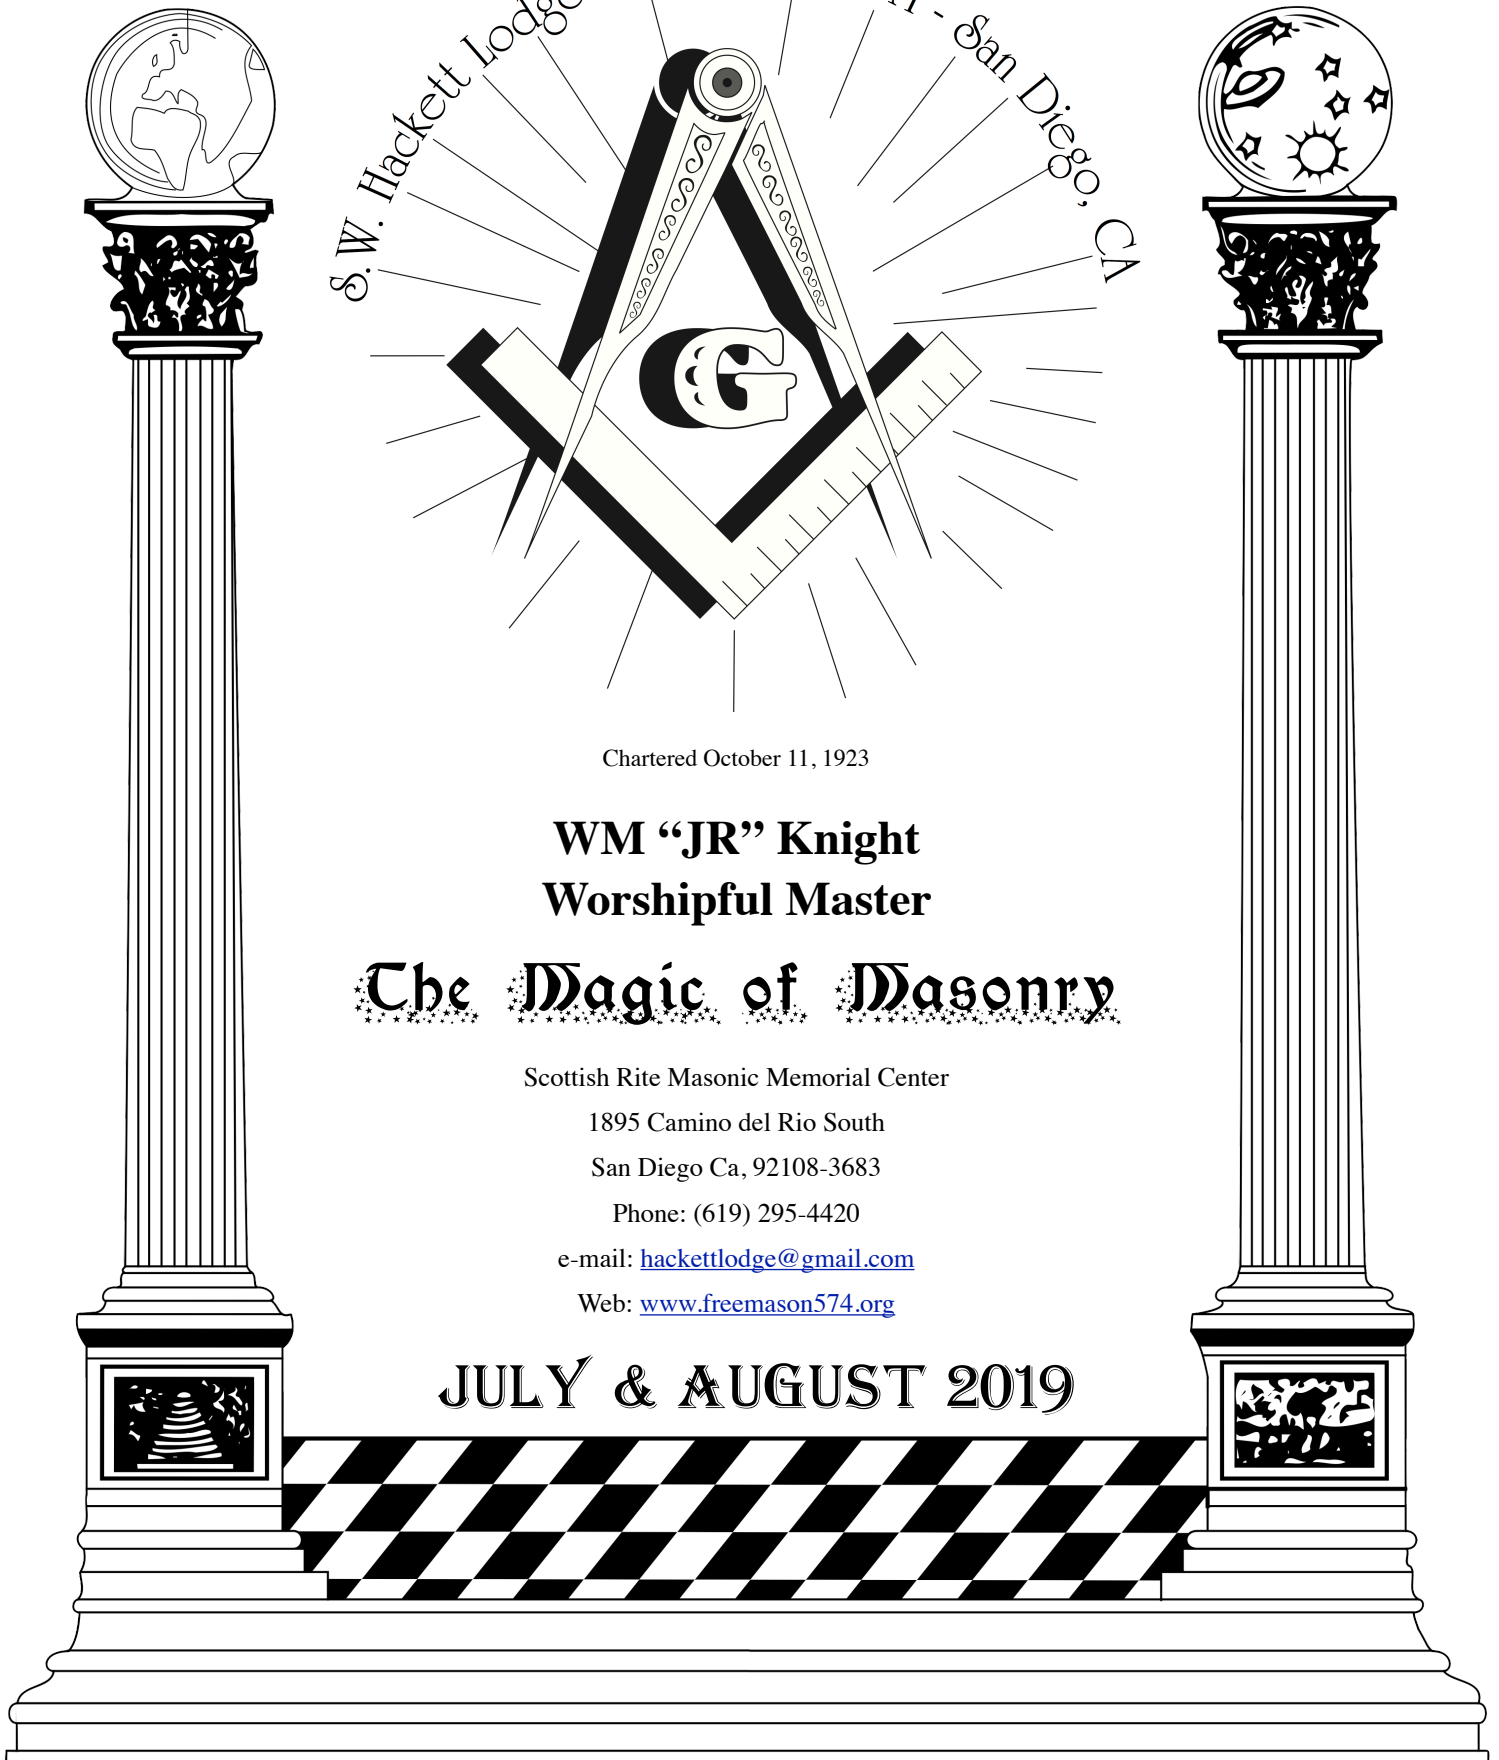 S.W. Hackett Lodge
- San Diego, CA
G
Chartered October 11, 1923
WM “JR” Knight
Worshipful Master
The Magic of Masonry
Scottish Rite Masonic Memorial Center
1895 Camino del Rio South
San Diego Ca, 92108-3683
Phone: (619) 295-4420
e-mail: hackettlodge@gmail.com
Web: www.freemason574.org
JULY & AUGUST 2019